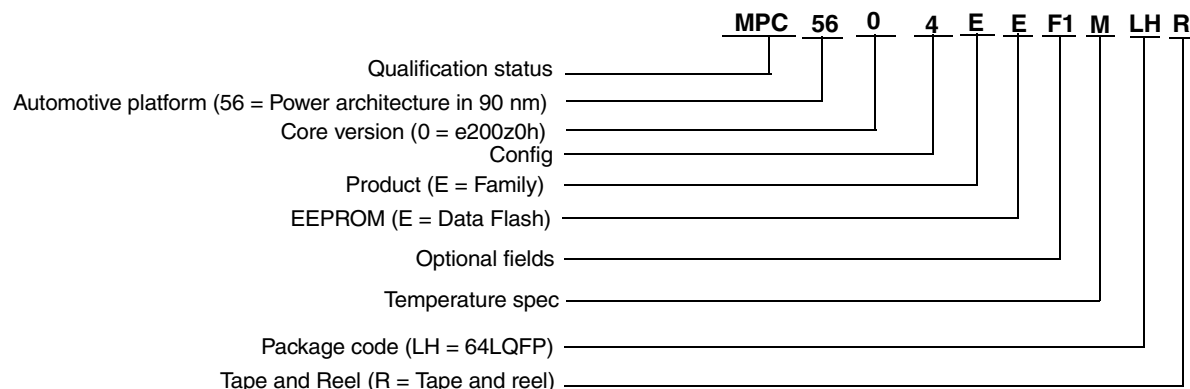 MPC 56 0 4 E E F1 M LH R
Qualification status
Automotive platform (56 = Power architecture in 90 nm)
Core version (0 = e200z0h)
Config
Product (E = Family)
EEPROM (E = Data Flash)
Optional fields
Temperature spec
Package code (LH = 64LQFP)
Tape and Reel (R = Tape and reel)